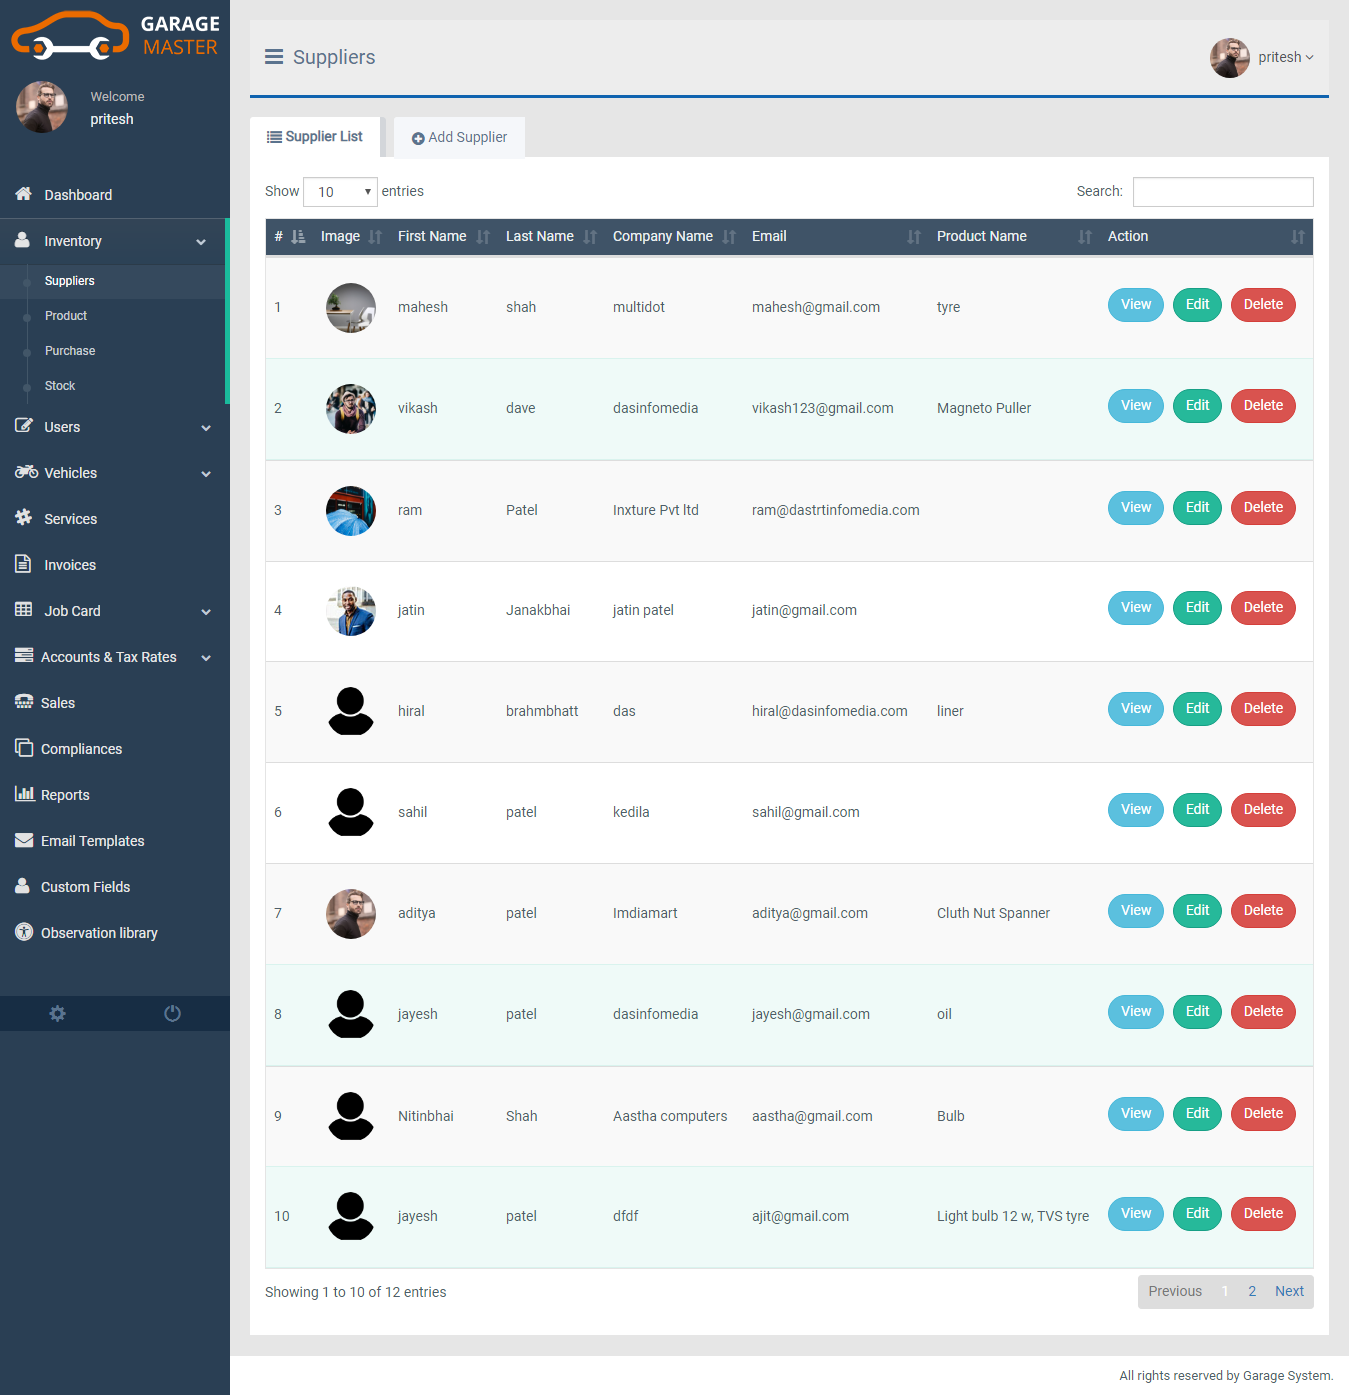 GARAGE
MASTER
Welcome
pritesh
Dashboard
Inventory
Suppliers
Product
Purchase
Stock
Users
Vehicles
Services
Invoices
Job Card
Accounts & Tax Rates
Sales
Compliances
Reports
Email Templates
Custom Fields
Observation library
Suppliers
pritesh
Supplier List
Add Supplier
Show 10 entries
Search:
# Image First Name Last Name Company Name Email Product Name Action
1 mahesh shah multidot mahesh@gmail.com tyre View Edit Delete
2 vikash dave dasinfomedia vikash123@gmail.com Magneto Puller View Edit Delete
3 ram Patel Inxture Pvt ltd ram@dastrtinfomedia.com View Edit Delete
4 jatin Janakbhai jatin patel jatin@gmail.com View Edit Delete
5 hiral brahmbhatt das hiral@dasinfomedia.com liner View Edit Delete
6 sahil patel kedila sahil@gmail.com View Edit Delete
7 aditya patel Imdiamart aditya@gmail.com Cluth Nut Spanner View Edit Delete
8 jayesh patel dasinfomedia jayesh@gmail.com oil View Edit Delete
9 Nitinbhai Shah Aastha computers aastha@gmail.com Bulb View Edit Delete
10 jayesh patel dfdf ajit@gmail.com Light bulb 12 w, TVS tyre View Edit Delete
Showing 1 to 10 of 12 entries
Previous 1 2 Next
All rights reserved by Garage System.